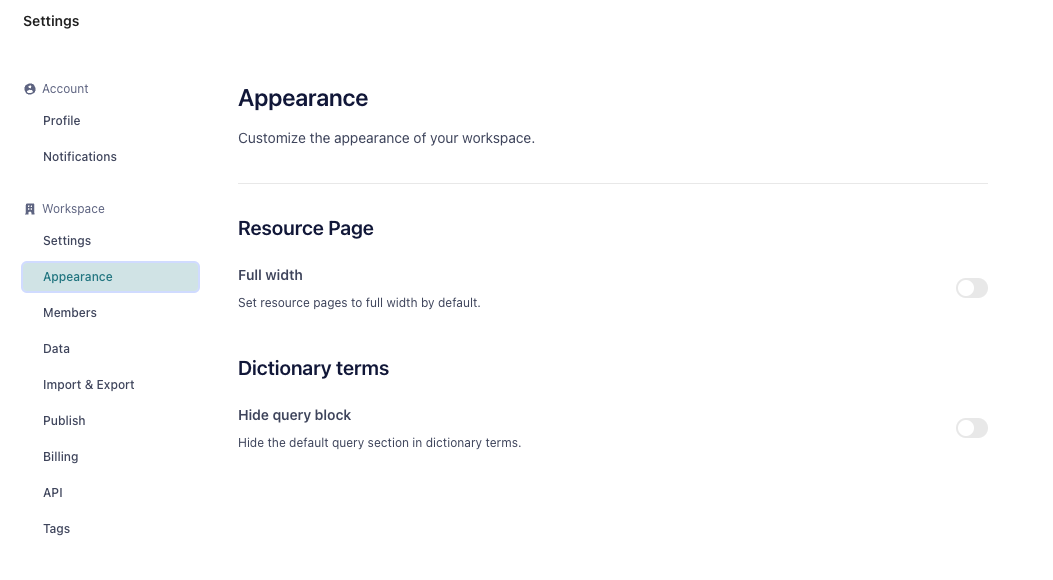 Settings
Account
Profile
Notifications
Workspace
Settings
Appearance
Members
Data
Import & Export
Publish
Billing
API
Tags
Appearance
Customize the appearance of your workspace.
Resource Page
Full width
Set resource pages to full width by default.
Dictionary terms
Hide query block
Hide the default query section in dictionary terms.